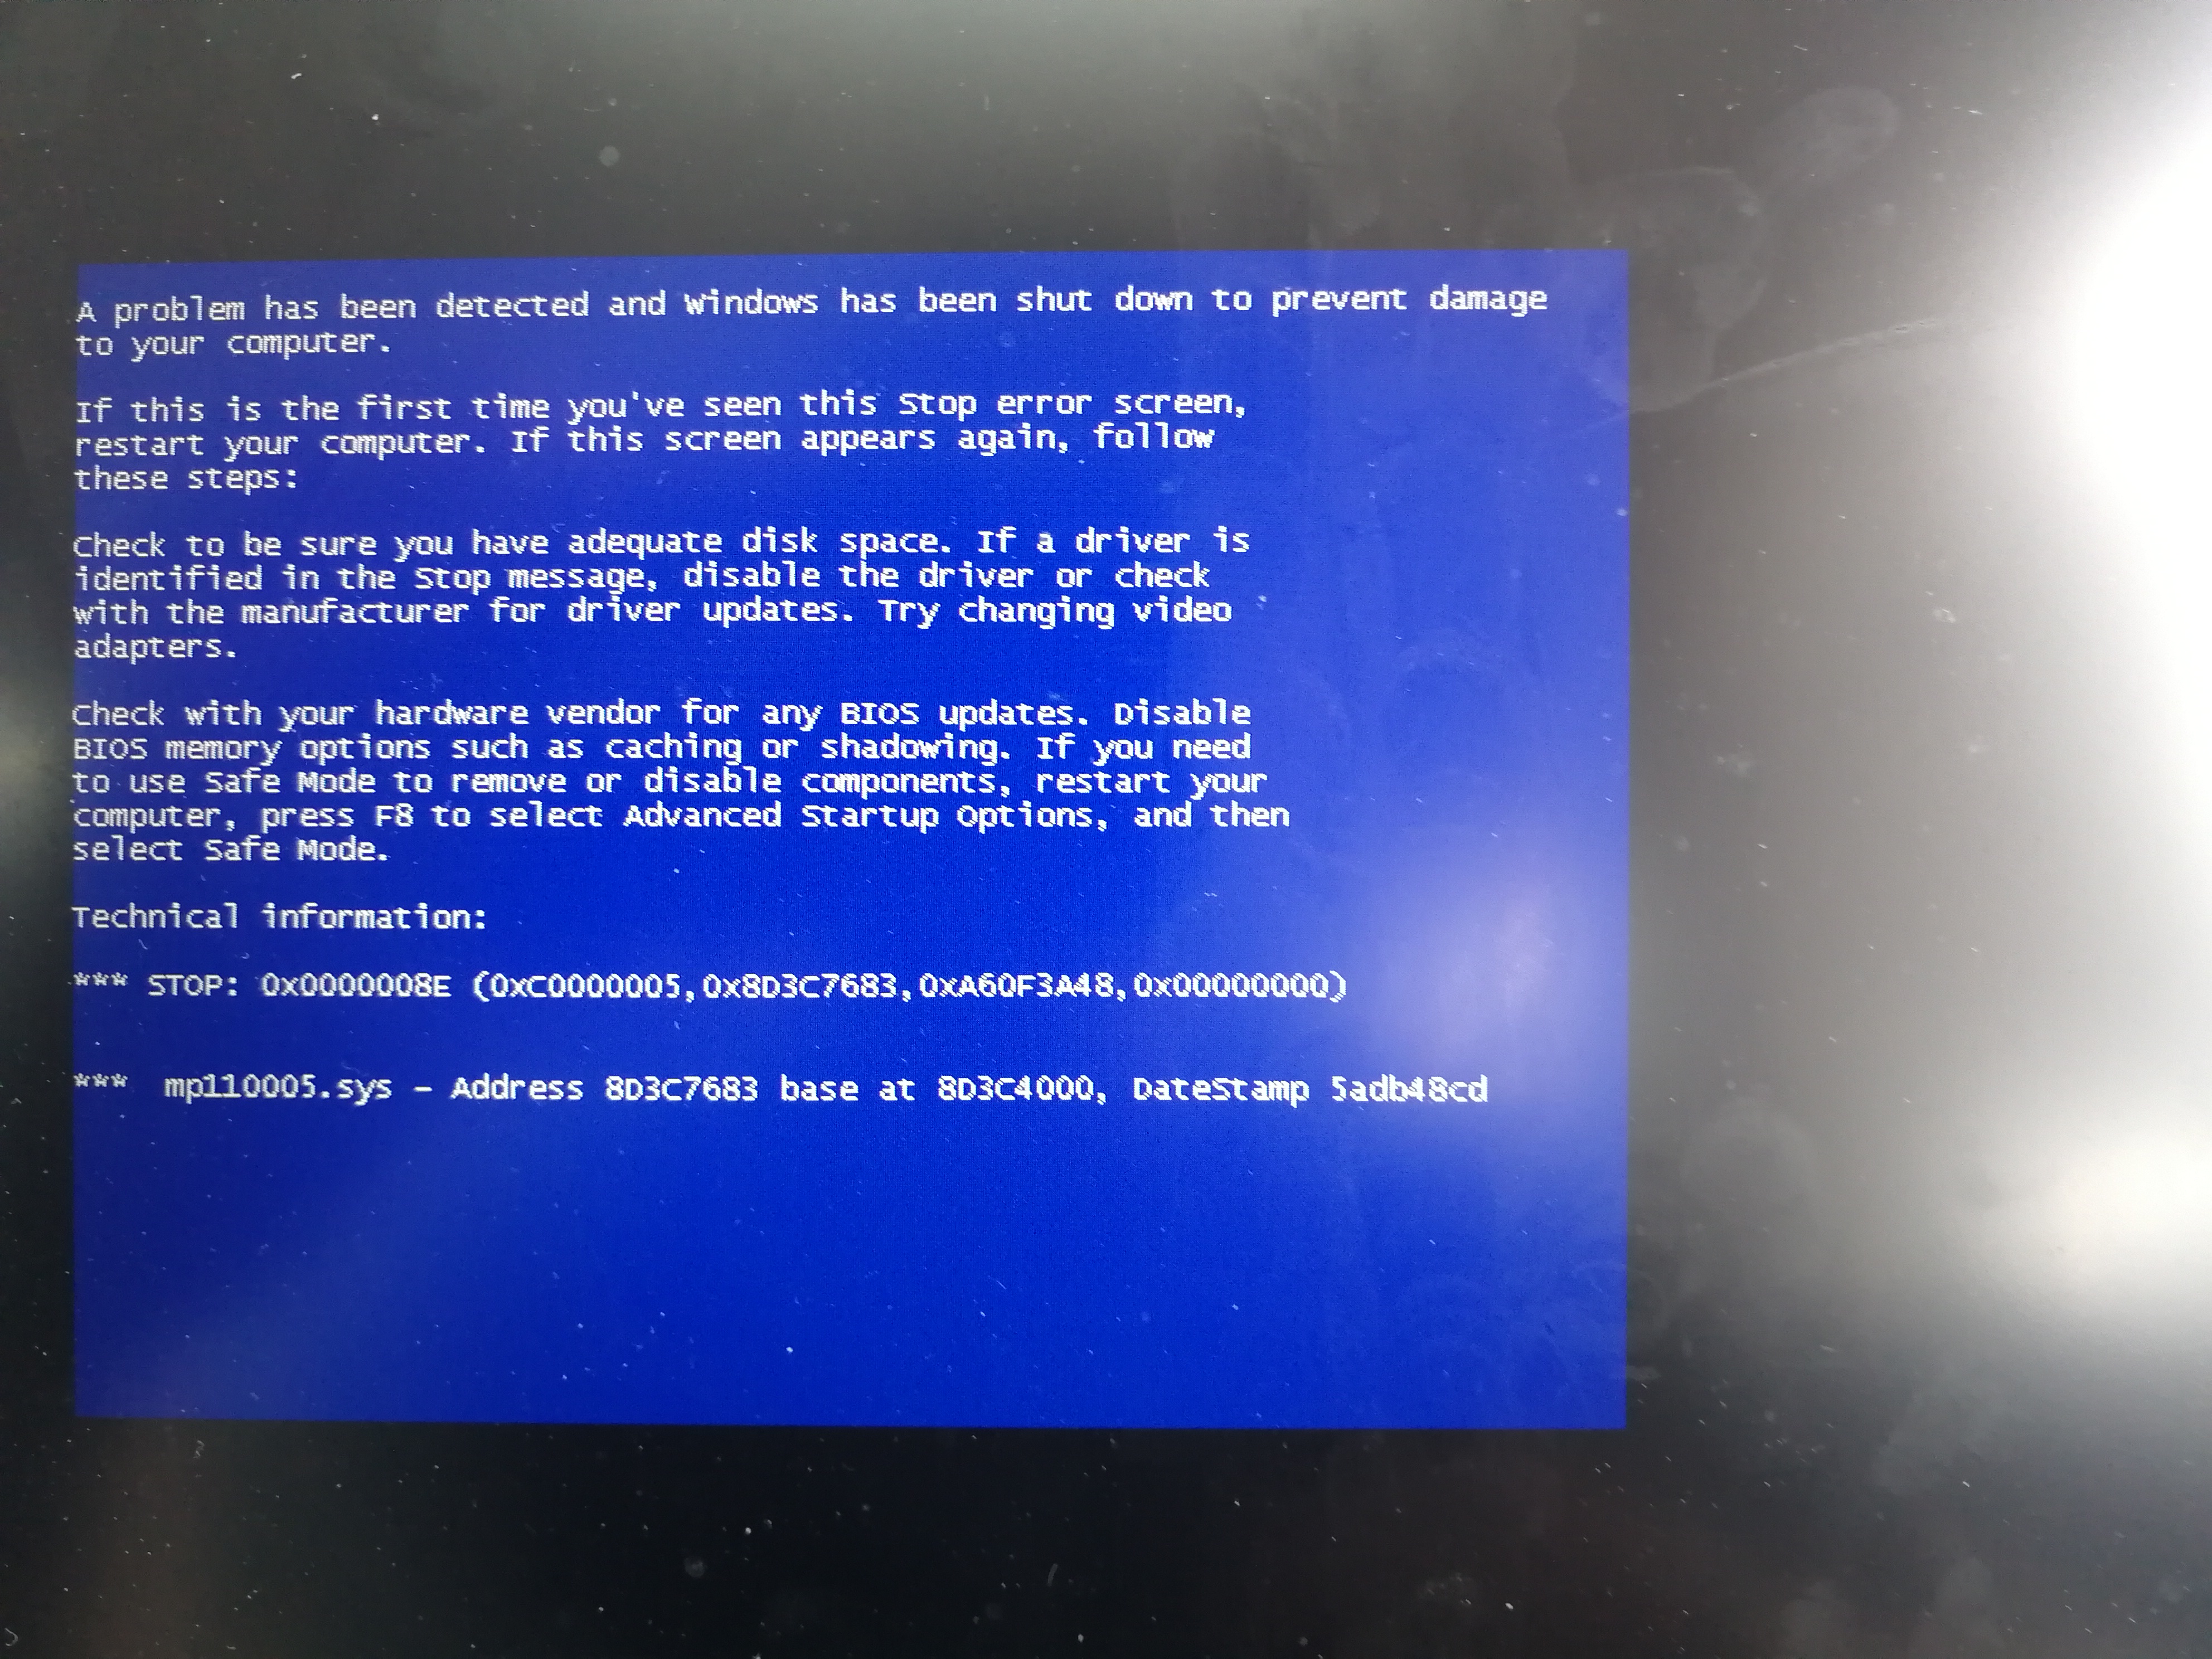 A problem has been detected and Windows has been shut down to prevent damage
to your computer.
If this is the first time you've seen this Stop error screen,
restart your computer. If this screen appears again, follow
these steps:
Check to be sure you have adequate disk space. If a driver is
identified in the Stop message, disable the driver or check
with the manufacturer for driver updates. Try changing video
adapters.
Check with your hardware vendor for any BIOS updates. Disable
BIOS memory options such as caching or shadowing. If you need
to use Safe Mode to remove or disable components, restart your
computer, press F8 to select Advanced Startup Options, and then
select Safe Mode.
Technical information:
*** STOP: 0x0000008E (0xC0000005,0x8D3C7683,0xA60F3A48,0x00000000)
*** mp110005.sys - Address 8D3C7683 base at 8D3C4000, DateStamp 5adb48cd